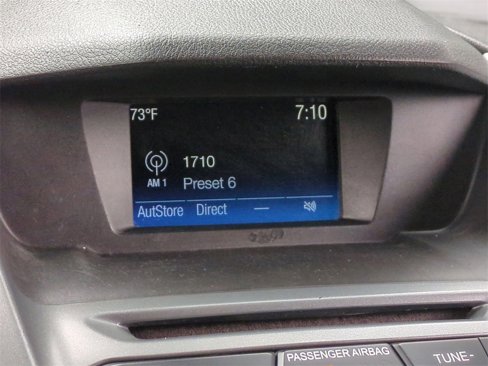 73°F 7:10
1710
AM 1 Preset 6
AutStore Direct —
PASSENGER AIRBAG
TUNE-